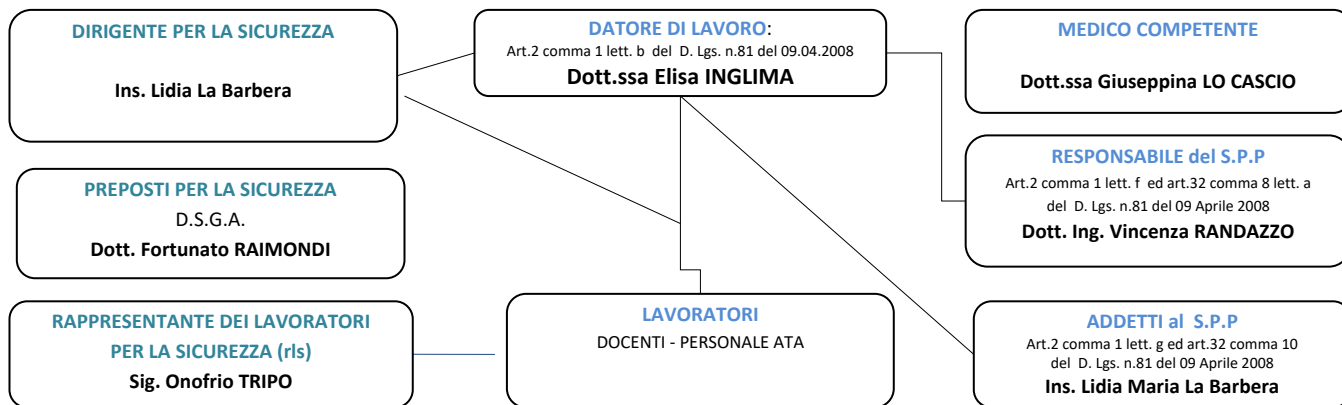 DIRIGENTE PER LA SICUREZZA
Ins. Lidia La Barbera
DATORE DI LAVORO:
Art.2 comma 1 lett. b del D. Lgs. n.81 del 09.04.2008
Dott.ssa Elisa INGLIMA
MEDICO COMPETENTE
Dott.ssa Giuseppina LO CASCIO
PREPOSTI PER LA SICUREZZA
D.S.G.A.
Dott. Fortunato RAIMONDI
RESPONSABILE del S.P.P
Art.2 comma 1 lett. f ed art.32 comma 8 lett. a
del D. Lgs. n.81 del 09 Aprile 2008
Dott. Ing. Vincenza RANDAZZO
RAPPRESENTANTE DEI LAVORATORI
PER LA SICUREZZA (rls)
Sig. Onofrio TRIPO
LAVORATORI
DOCENTI - PERSONALE ATA
ADDETTI al S.P.P
Art.2 comma 1 lett. g ed art.32 comma 10
del D. Lgs. n.81 del 09 Aprile 2008
Ins. Lidia Maria La Barbera